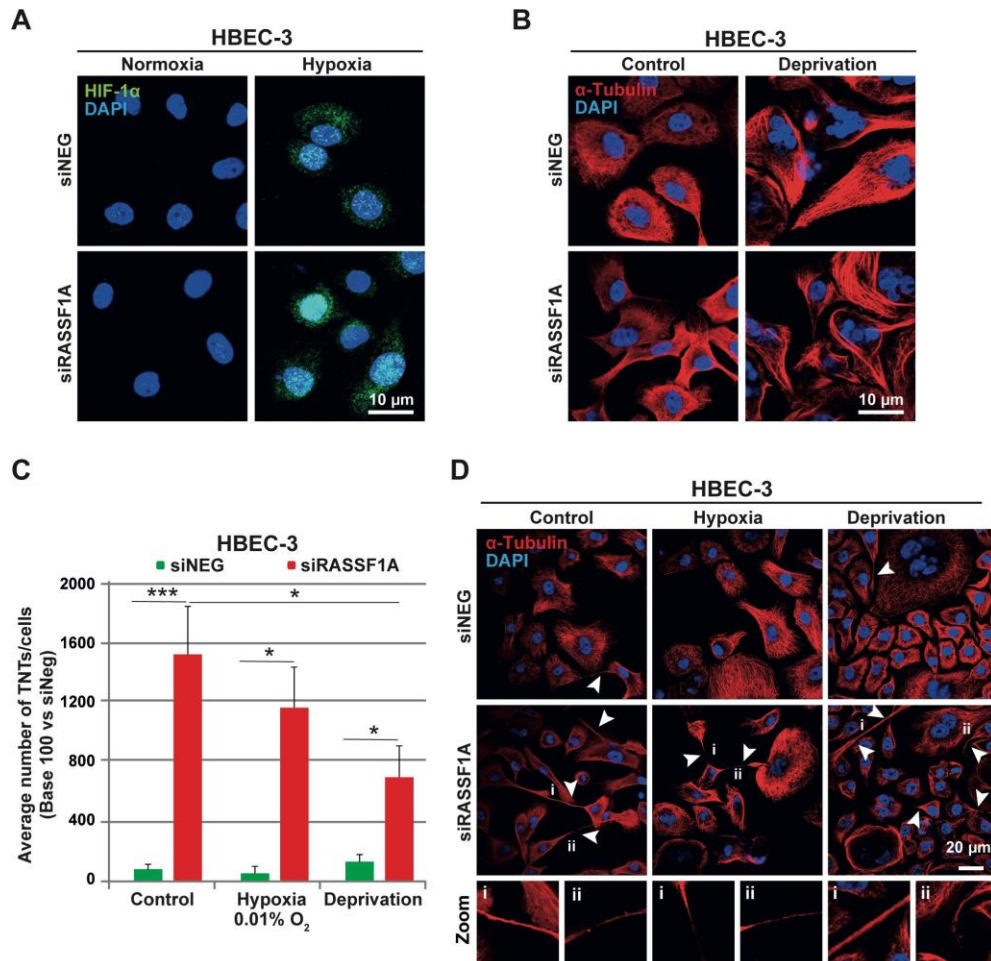 A
HBEC-3
Normoxia Hypoxia
HIF-1α
DAPI
siNEG
siRASSF1A
10 µm
B
HBEC-3
Control Deprivation
α-Tubulin
DAPI
siNEG
siRASSF1A
10 µm
C
HBEC-3
siNEG siRASSF1A
Average number of TNTs/cells
(Base 100 vs siNeg)
2000
1600
1200
800
400
0
*** *
*
*
Control Hypoxia Deprivation
0.01% O₂
D
HBEC-3
Control Hypoxia Deprivation
α-Tubulin
DAPI
siNEG
siRASSF1A
i ii
i ii
i ii
20 µm
Zoom
i ii i ii i ii